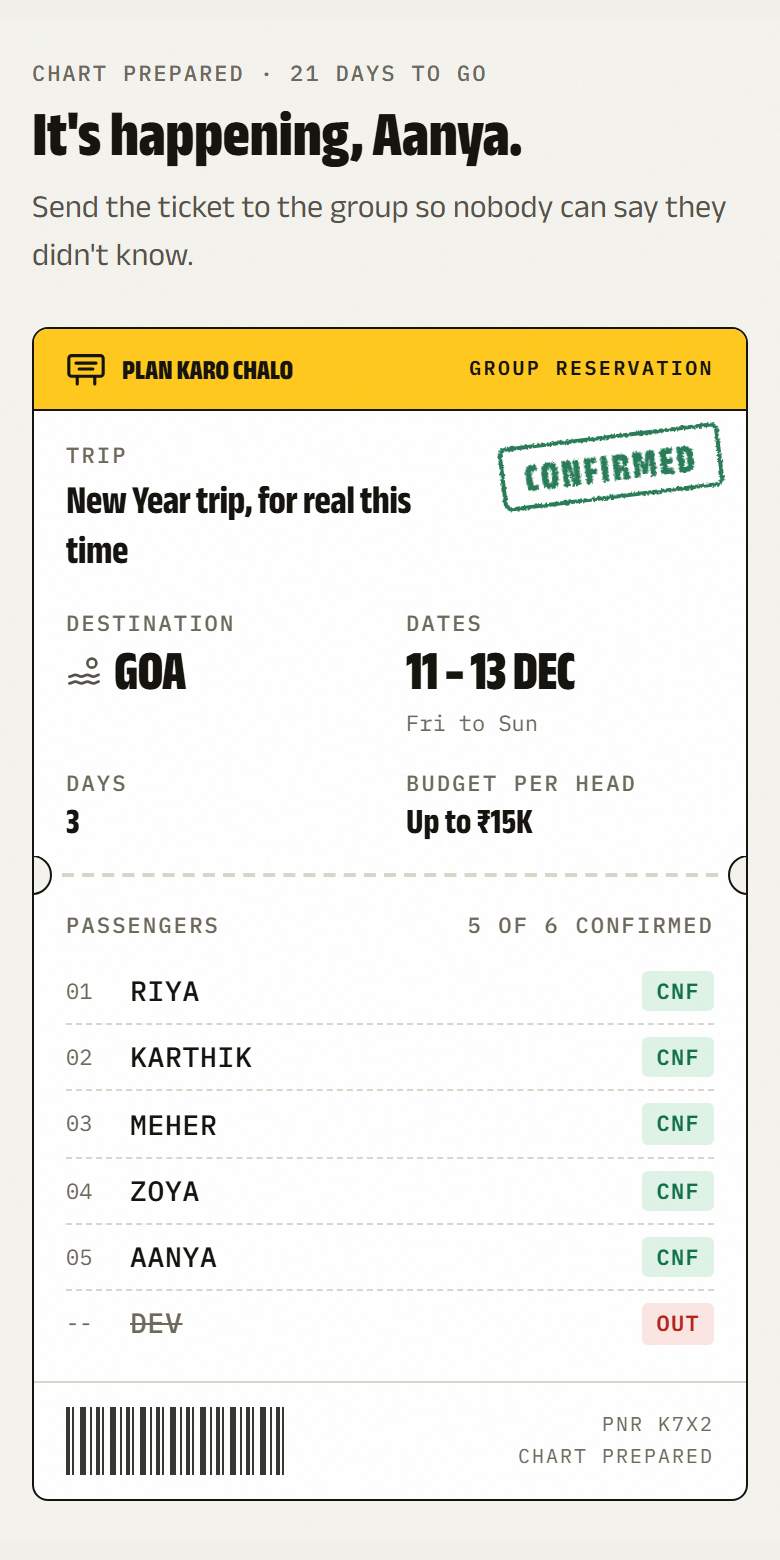 CHART PREPARED · 21 DAYS TO GO
It's happening, Aanya.
Send the ticket to the group so nobody can say they
didn't know.
PLAN KARO CHALO
GROUP RESERVATION
TRIP
CONFIRMED
New Year trip, for real this
time
DESTINATION
GOA
DATES
11 – 13 DEC
Fri to Sun
DAYS
3
BUDGET PER HEAD
Up to ₹15K
PASSENGERS
5 OF 6 CONFIRMED
01 RIYA CNF
02 KARTHIK CNF
03 MEHER CNF
04 ZOYA CNF
05 AANYA CNF
-- DEV OUT
PNR K7X2
CHART PREPARED